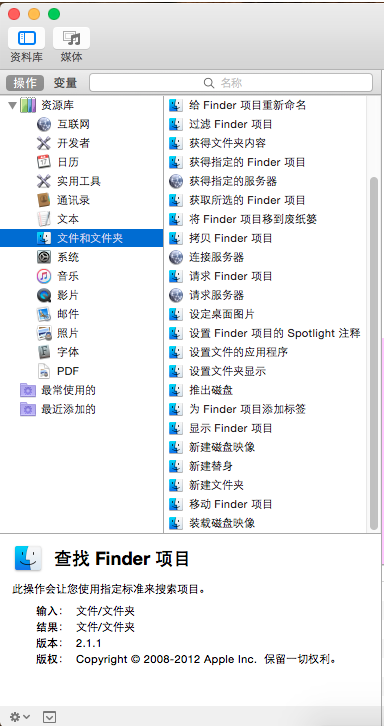 资料库
媒体
操作
变量
名称
资源库
互联网
开发者
日历
实用工具
通讯录
文本
文件和文件夹
系统
音乐
影片
邮件
照片
字体
PDF
最常使用的
最近添加的
给 Finder 项目重新命名
过滤 Finder 项目
获得文件夹内容
获得指定的 Finder 项目
获得指定的服务器
获取所选的 Finder 项目
将 Finder 项目移到废纸篓
拷贝 Finder 项目
连接服务器
请求 Finder 项目
请求服务器
设定桌面图片
设置 Finder 项目的 Spotlight 注释
设置文件的应用程序
设置文件夹显示
推出磁盘
为 Finder 项目添加标签
显示 Finder 项目
新建磁盘映像
新建替身
新建文件夹
移动 Finder 项目
装载磁盘映像
查找 Finder 项目
此操作会让您使用指定标准来搜索项目。
输入： 文件/文件夹
结果： 文件/文件夹
版本： 2.1.1
版权： Copyright © 2008-2012 Apple Inc. 保留一切权利。